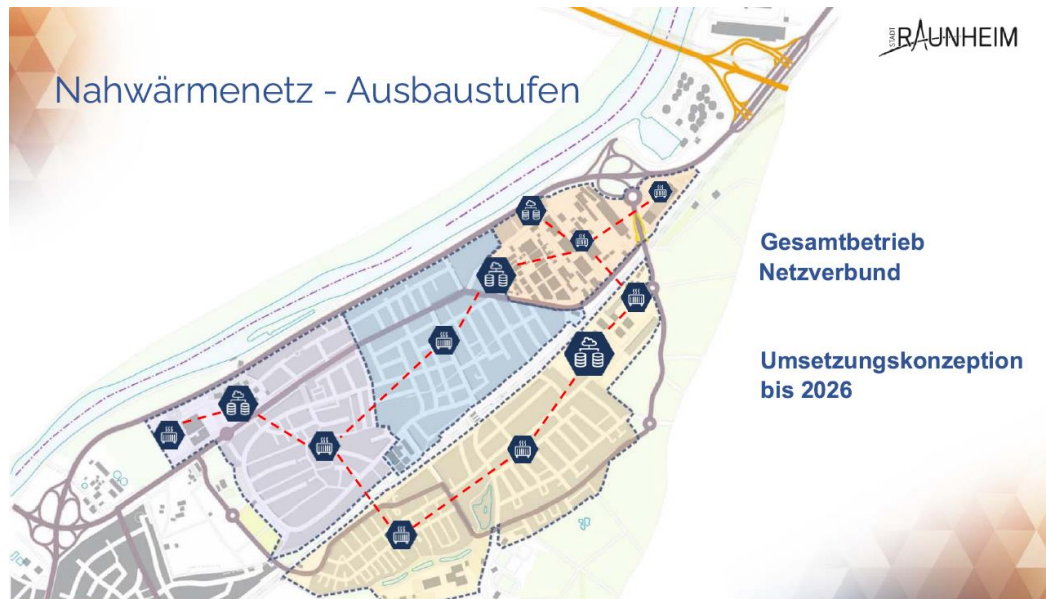 STADT RAUNHEIM
Nahwärmenetz - Ausbaustufen
Gesamtbetrieb
Netzverbund
Umsetzungskonzeption
bis 2026